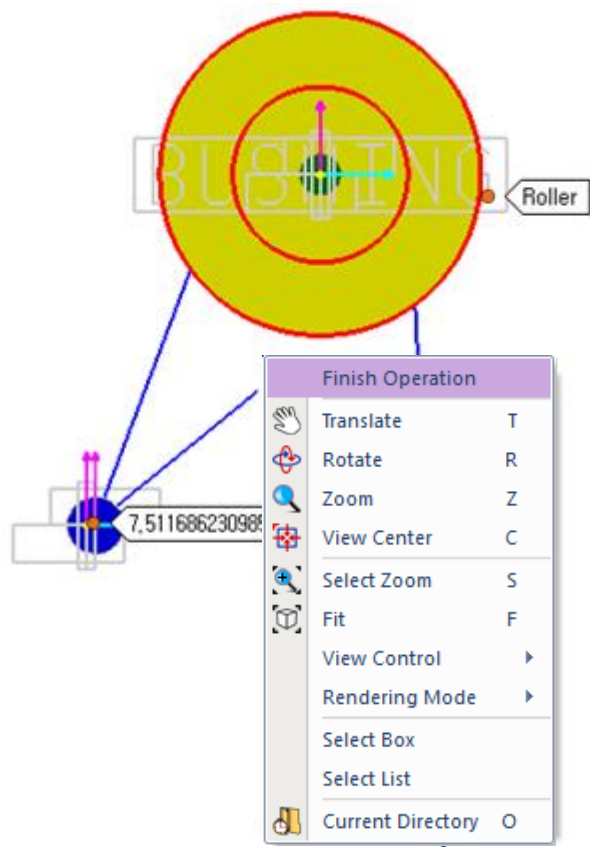 BUSHING
Roller
Finish Operation
Translate T
Rotate R
7,511686230989 Zoom Z
View Center C
Select Zoom S
Fit F
View Control
Rendering Mode
Select Box
Select List
Current Directory O